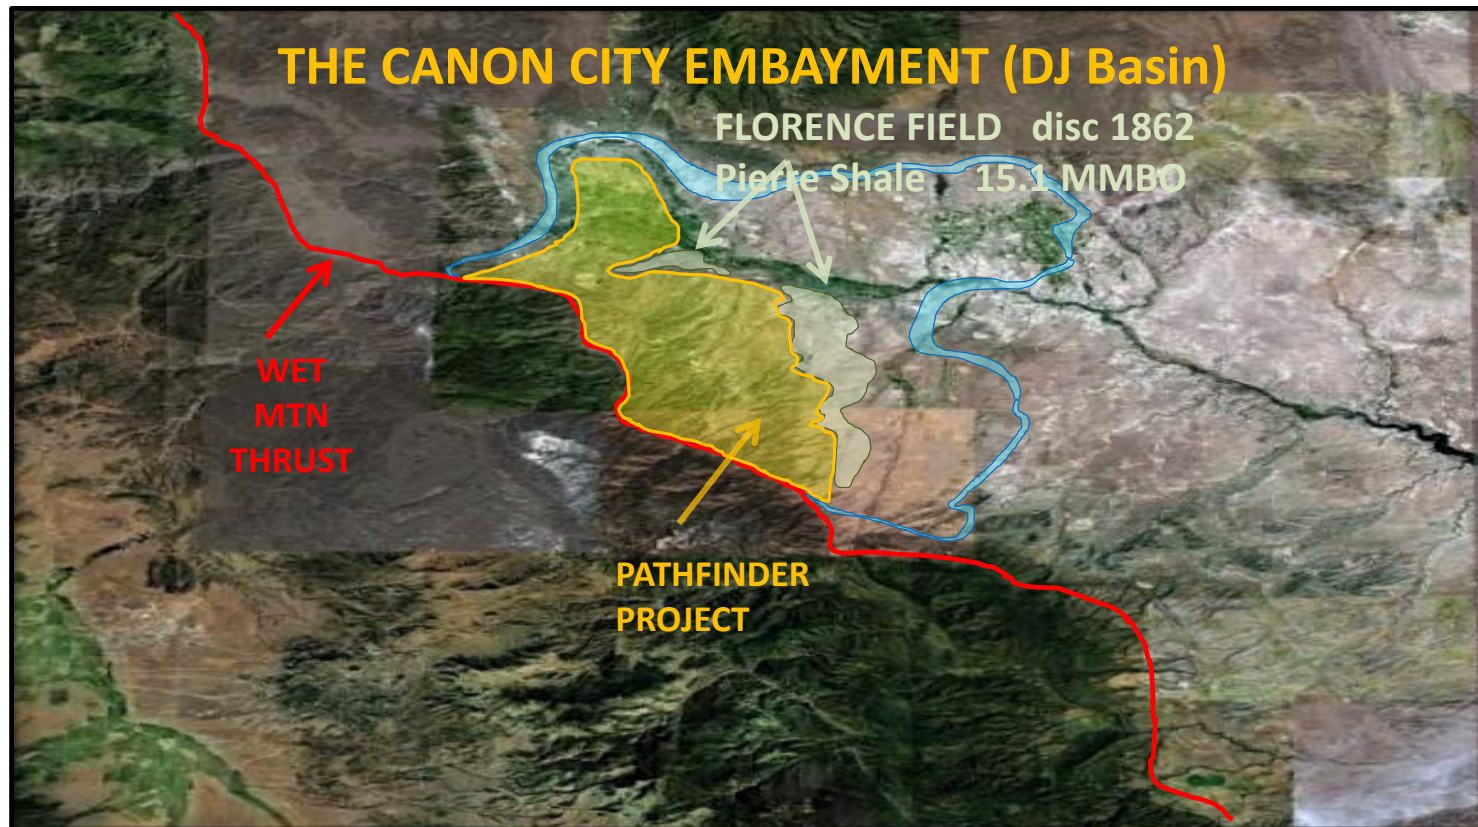 THE CANON CITY EMBAYMENT (DJ Basin)
FLORENCE FIELD disc 1862
Pierre Shale 15.1 MMBO
WET
MTN
THRUST
PATHFINDER
PROJECT